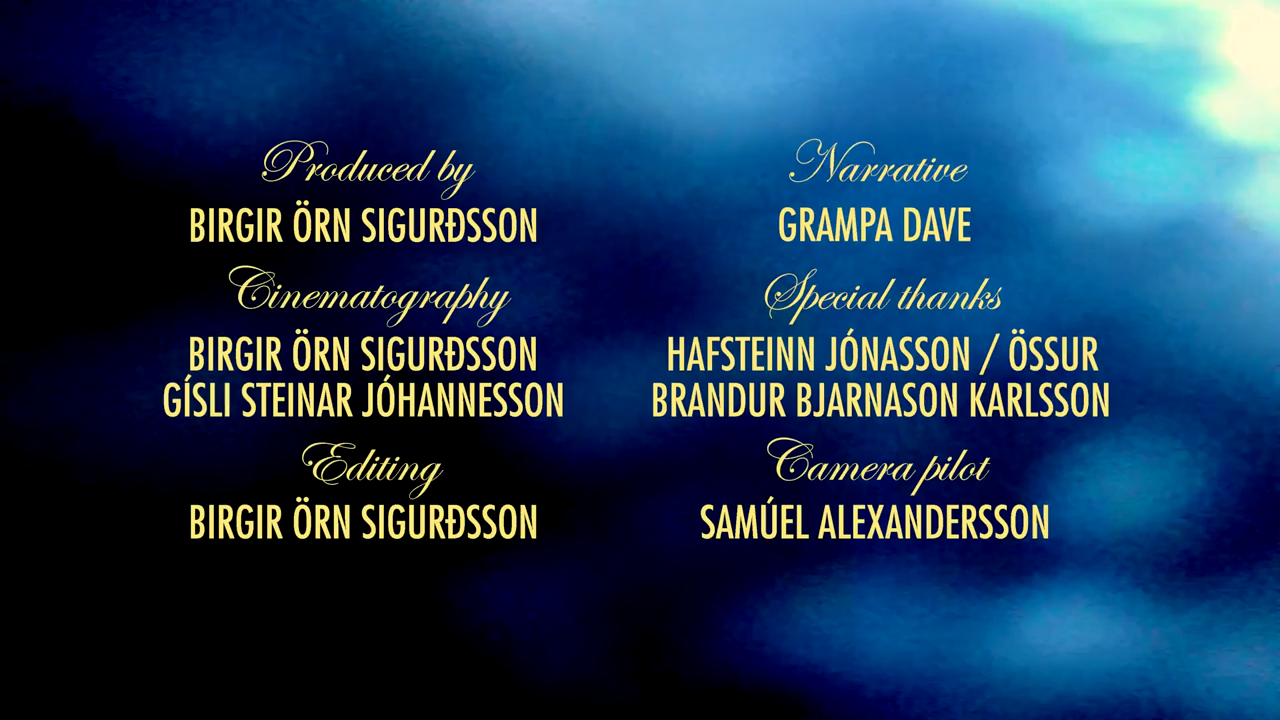 Produced by
BIRGIR ÖRN SIGURÐSSON
Cinematography
BIRGIR ÖRN SIGURÐSSON
GÍSLI STEINAR JÓHANNESSON
Editing
BIRGIR ÖRN SIGURÐSSON
Narrative
GRAMPA DAVE
Special thanks
HAFSTEINN JÓNASSON / ÖSSUR
BRANDUR BJARNASON KARLSSON
Camera pilot
SAMÚEL ALEXANDERSSON